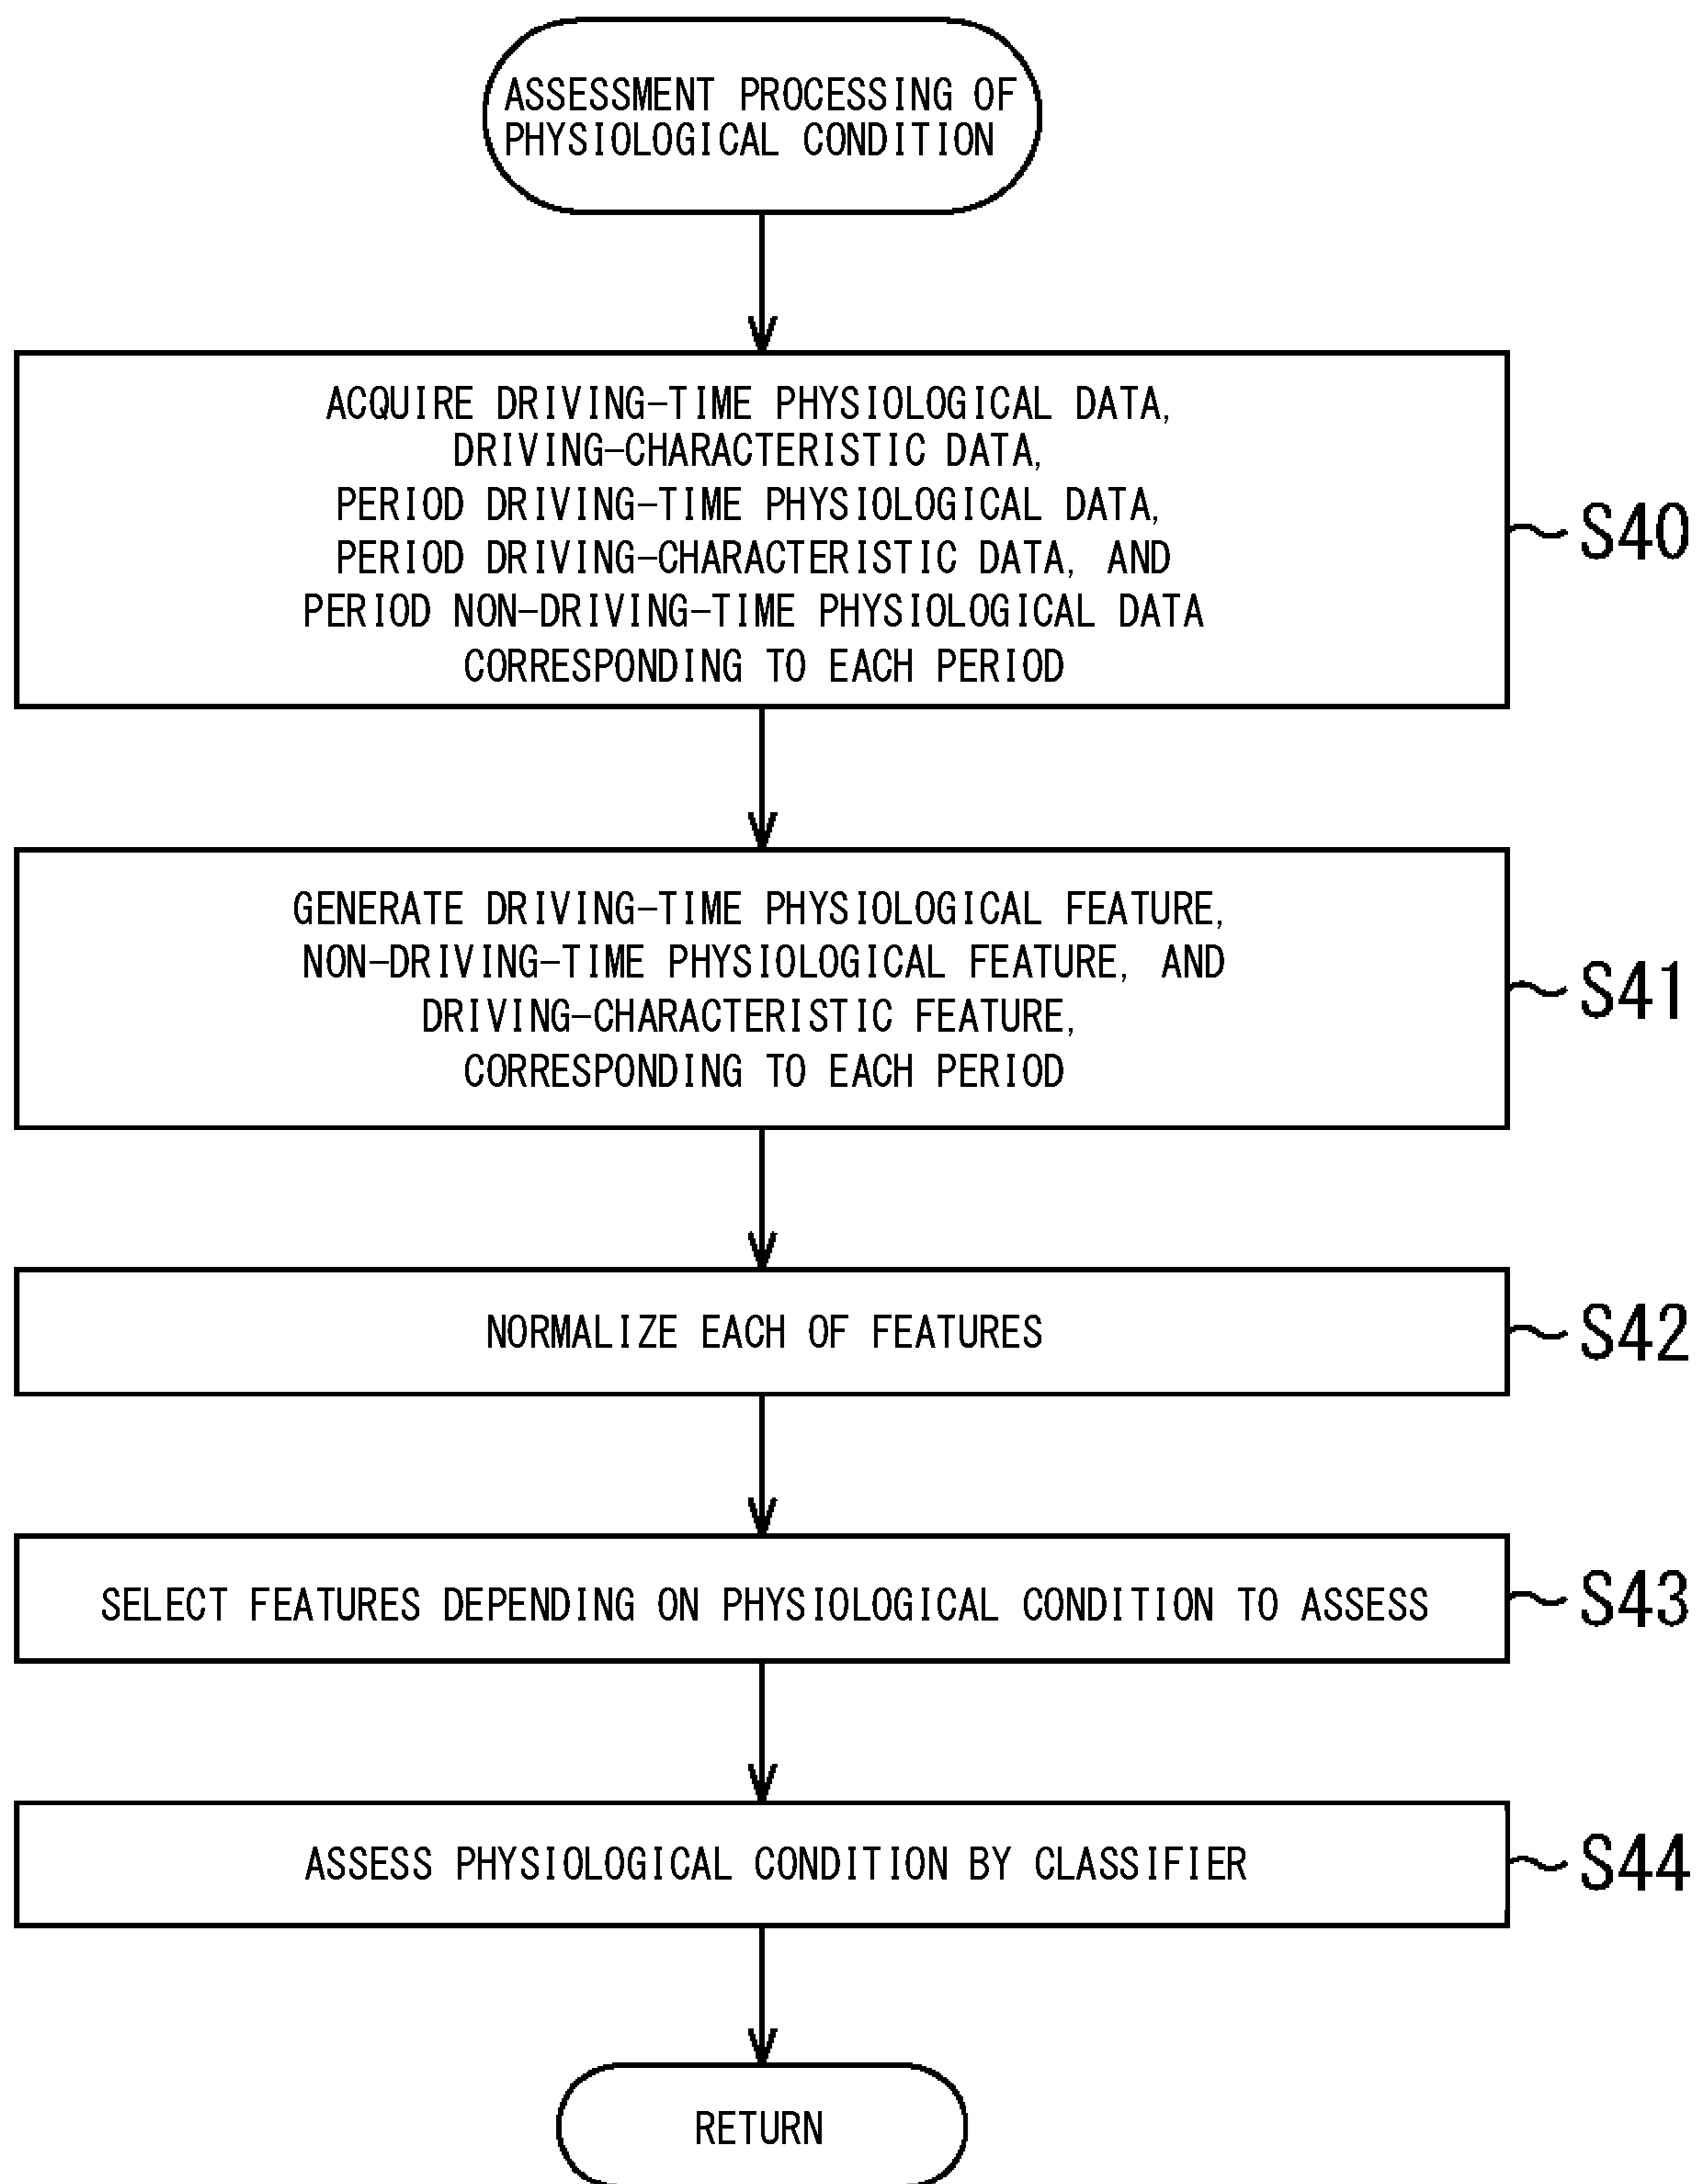 ASSESSMENT PROCESSING OF
PHYSIOLOGICAL CONDITION
ACQUIRE DRIVING-TIME PHYSIOLOGICAL DATA,
DRIVING-CHARACTERISTIC DATA,
PERIOD DRIVING-TIME PHYSIOLOGICAL DATA,
PERIOD DRIVING-CHARACTERISTIC DATA, AND
PERIOD NON-DRIVING-TIME PHYSIOLOGICAL DATA
CORRESPONDING TO EACH PERIOD
S40
GENERATE DRIVING-TIME PHYSIOLOGICAL FEATURE,
NON-DRIVING-TIME PHYSIOLOGICAL FEATURE, AND
DRIVING-CHARACTERISTIC FEATURE,
CORRESPONDING TO EACH PERIOD
S41
NORMALIZE EACH OF FEATURES
S42
SELECT FEATURES DEPENDING ON PHYSIOLOGICAL CONDITION TO ASSESS
S43
ASSESS PHYSIOLOGICAL CONDITION BY CLASSIFIER
S44
RETURN